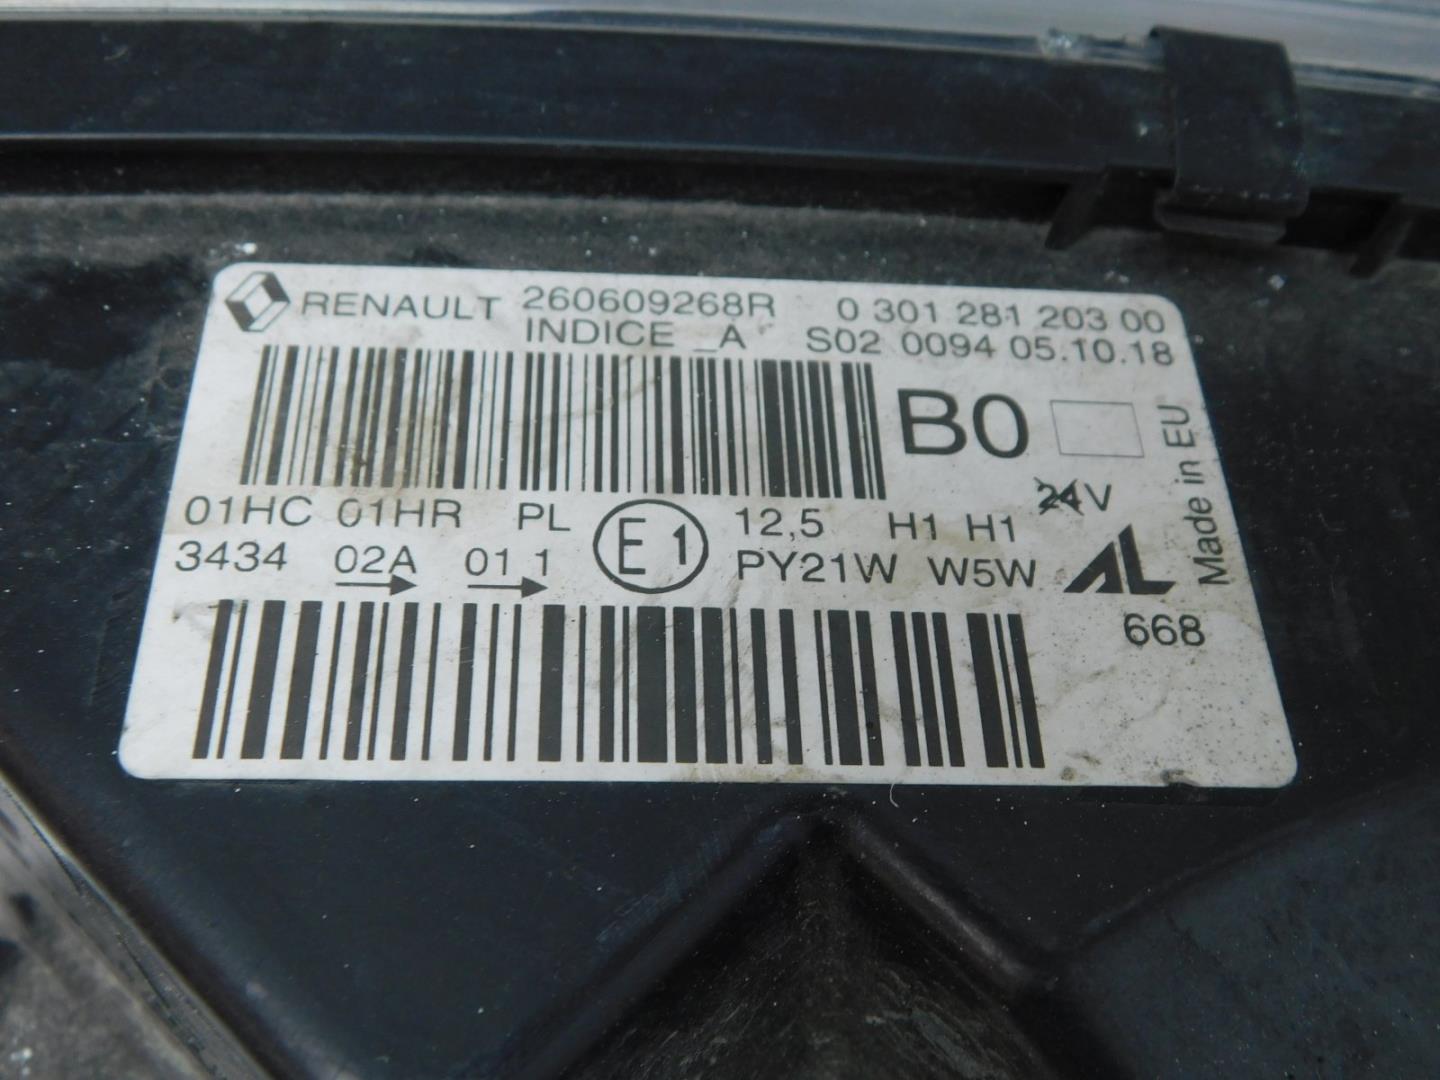 RENAULT 260609268R 0 301 281 203 00
INDICE _A S02 0094 05.10.18
B0
Made in EU
01HC 01HR PL E1 12,5 H1 H1 24V
3434 02A 01 1 PY21W W5W AL
668